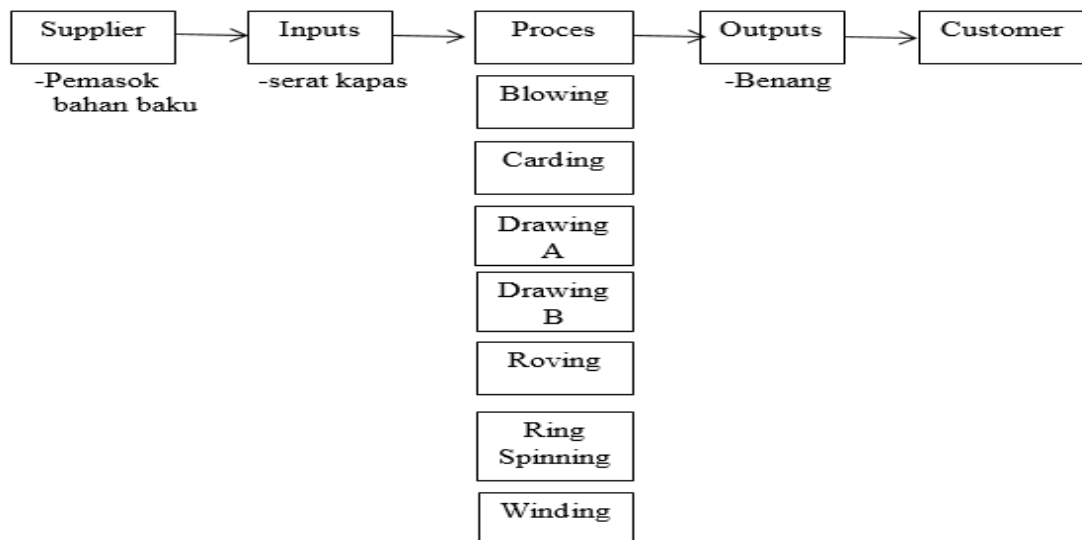 Supplier
Inputs
Proces
Outputs
Customer
-Pemasok
bahan baku
-serat kapas
-Benang
Blowing
Carding
Drawing
A
Drawing
B
Roving
Ring
Spinning
Winding